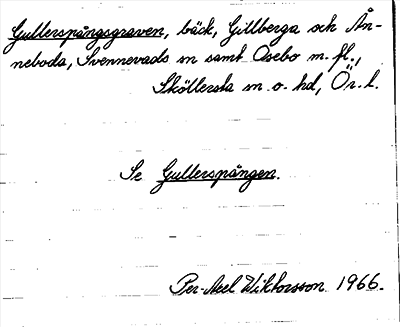 Gullerspångsgraven, bäck, Gillberga och Ån-
neboda, Svennevads sn samt Åsebo m. fl.,
Sköllersta sn o. hd, Ör. l.
Se Gullerspången.
Per-Axel Wiktorsson 1966.